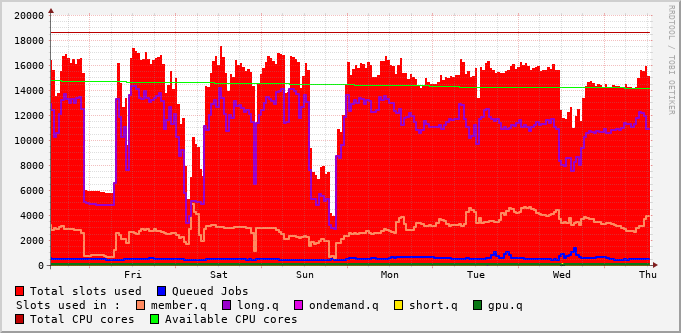 20000
18000
16000
14000
12000
10000
8000
6000
4000
2000
0
Fri Sat Sun Mon Tue Wed Thu
Total slots used Queued Jobs
Slots used in : member.q long.q ondemand.q short.q gpu.q
Total CPU cores Available CPU cores
RRDTOOL / TOBI OETIKER